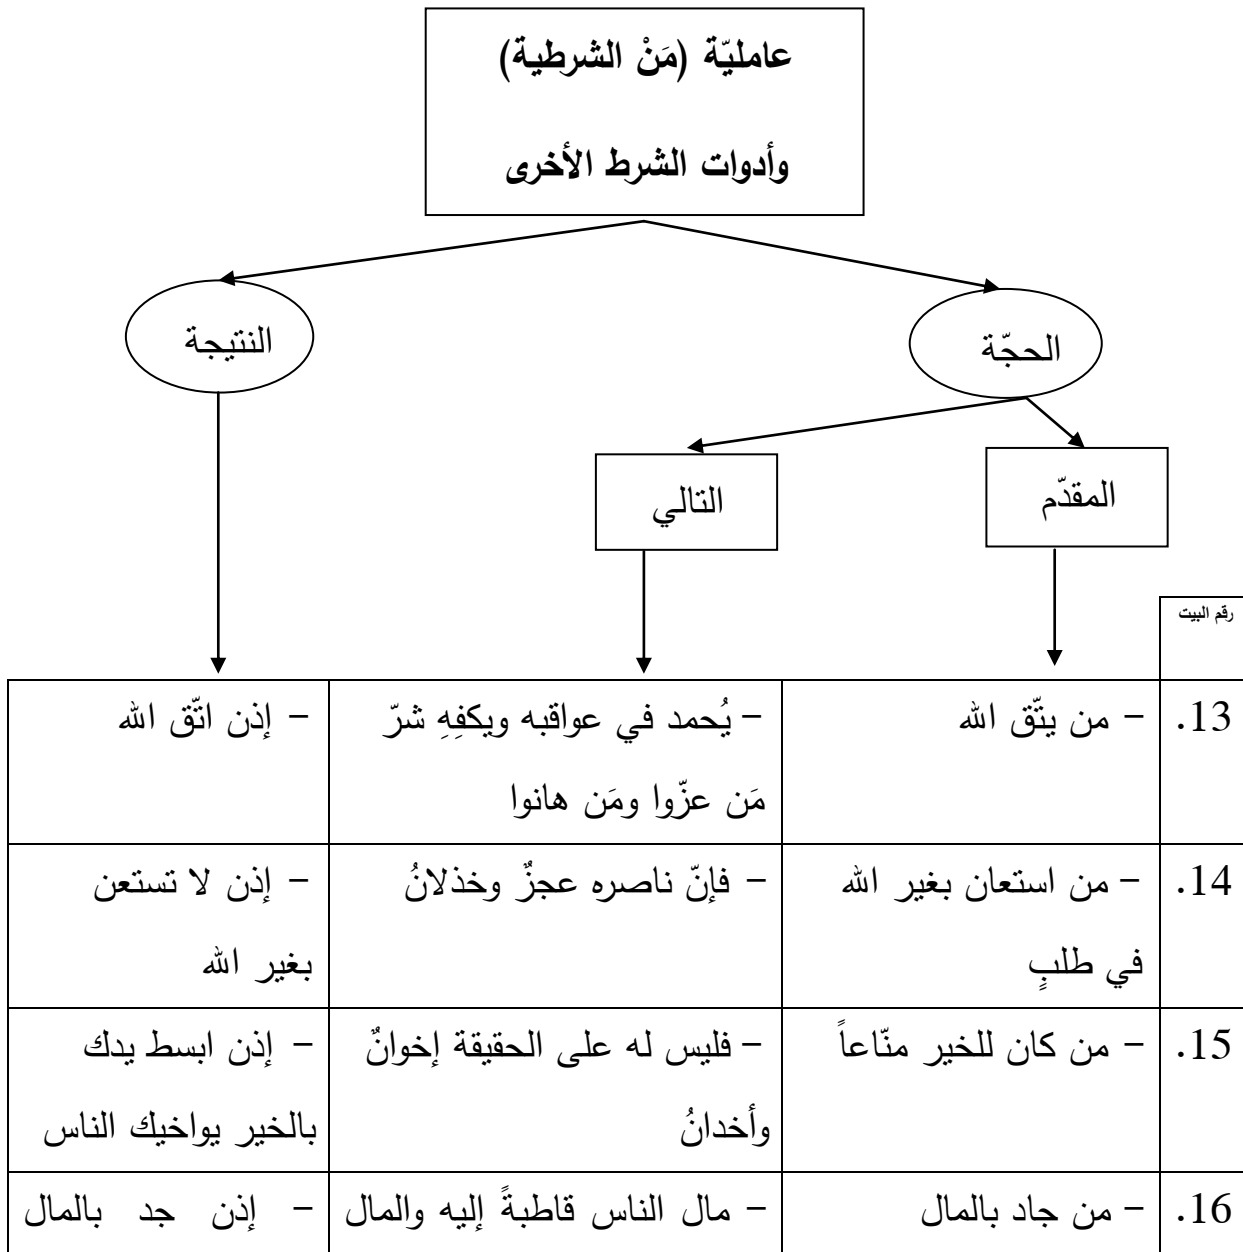 عامليّة (مَنْ الشرطية)
وأدوات الشرط الأخرى
الحجّة
النتيجة
المقدّم
التالي
رقم البيت
13. – من يتّق الله – يُحمد في عواقبه ويكفِهِ شرّ – إذن اتّق الله
مَن عزّوا ومَن هانوا
14. – من استعان بغير الله – فإنّ ناصره عجزٌ وخذلانُ – إذن لا تستعن
في طلبٍ بغير الله
15. – من كان للخير منّاعاً – فليس له على الحقيقة إخوانٌ – إذن ابسط يدك
وأخدانُ بالخير يواخيك الناس
16. – من جاد بالمال – مال الناس قاطبةً إليه والمال – إذن جد بالمال